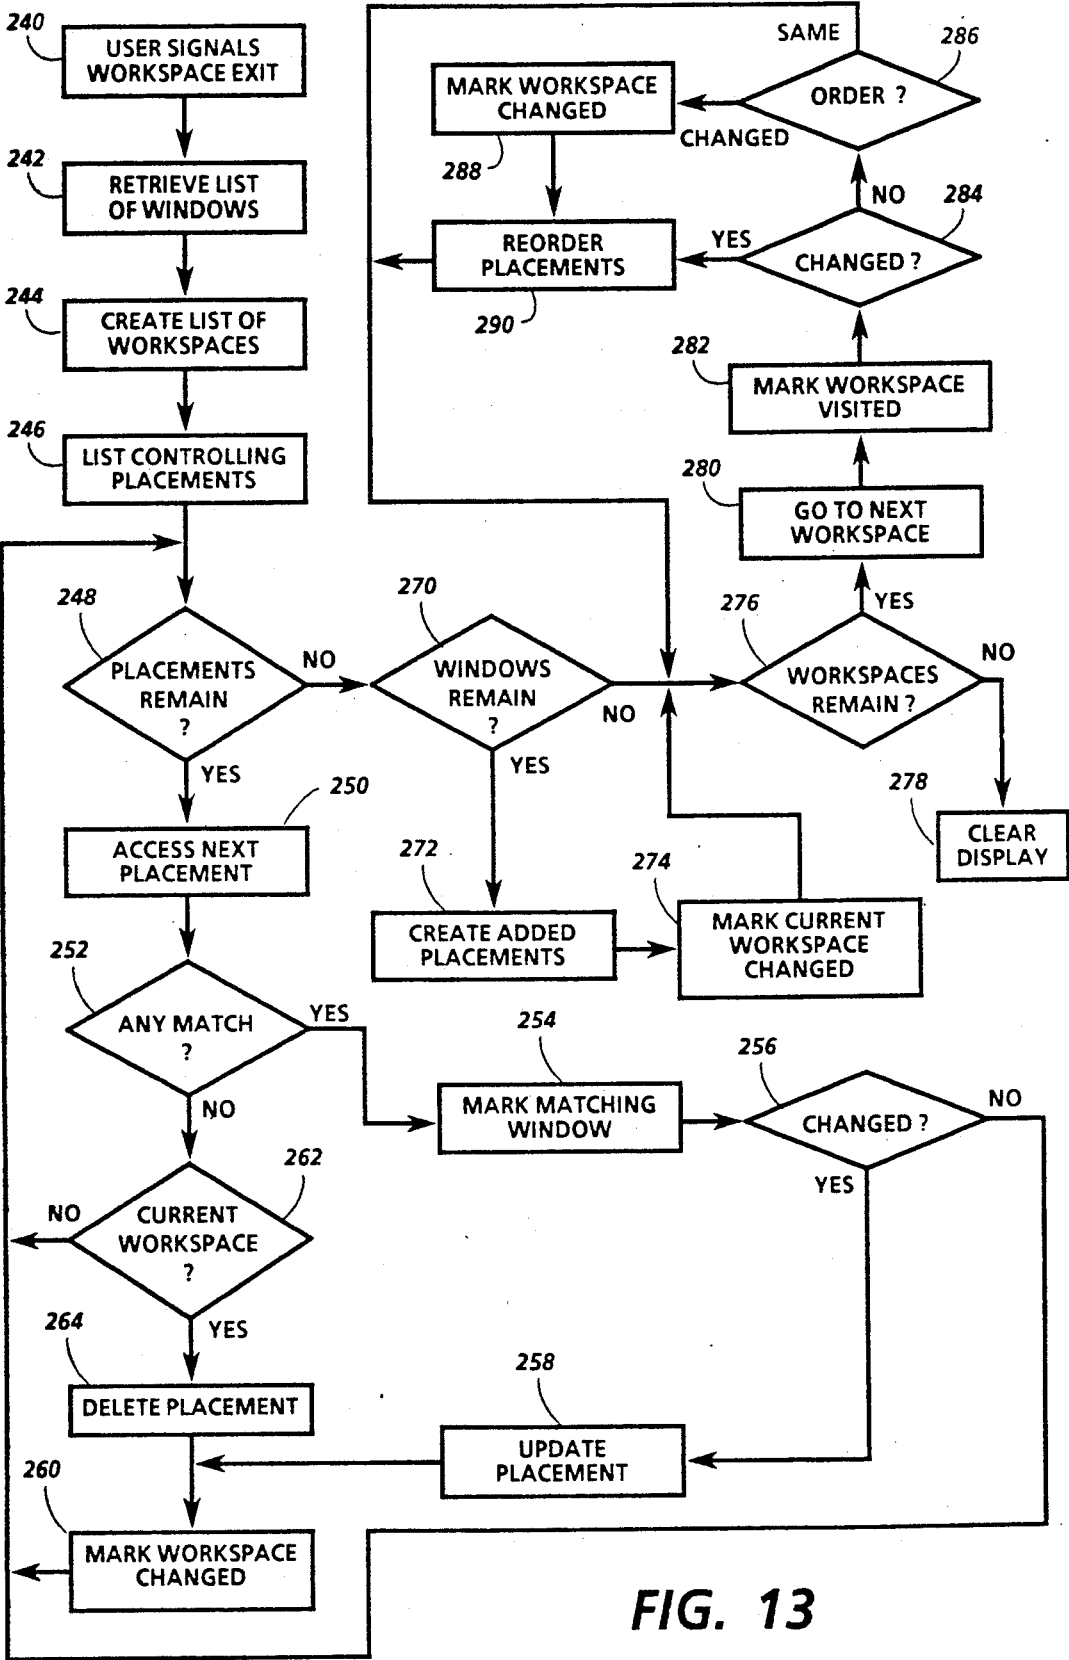 240
USER SIGNALS
WORKSPACE EXIT
242
RETRIEVE LIST
OF WINDOWS
244
CREATE LIST OF
WORKSPACES
246
LIST CONTROLLING
PLACEMENTS
248
PLACEMENTS
REMAIN
?
NO
YES
250
ACCESS NEXT
PLACEMENT
252
ANY MATCH
?
YES
NO
254
MARK MATCHING
WINDOW
256
CHANGED ?
NO
YES
258
UPDATE
PLACEMENT
262
CURRENT
WORKSPACE
?
NO
YES
264
DELETE PLACEMENT
260
MARK WORKSPACE
CHANGED
270
WINDOWS
REMAIN
?
NO
YES
272
CREATE ADDED
PLACEMENTS
274
MARK CURRENT
WORKSPACE
CHANGED
276
WORKSPACES
REMAIN ?
YES
NO
278
CLEAR
DISPLAY
280
GO TO NEXT
WORKSPACE
282
MARK WORKSPACE
VISITED
284
CHANGED ?
YES
NO
286
ORDER ?
SAME
CHANGED
288
MARK WORKSPACE
CHANGED
290
REORDER
PLACEMENTS
FIG. 13